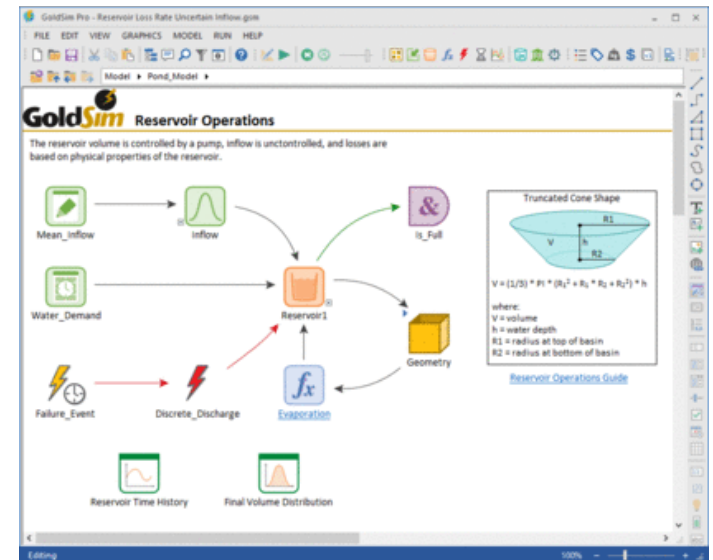 GoldSim Pro - Reservoir Loss Rate Uncertain Inflow.gsm
FILE EDIT VIEW GRAPHICS MODEL RUN HELP
Model Pond_Model
GoldSim Reservoir Operations
The reservoir volume is controlled by a pump, inflow is unctontrolled, and losses are
based on physical properties of the reservoir.
Mean_Inflow
Inflow
&
Is_Full
Water_Demand
Reservoir1
Geometry
Failure_Event
Discrete_Discharge
fx
Evaporation
Reservoir Time History
Final Volume Distribution
Truncated Cone Shape
R1
V
h
R2
V = (1/3) * PI * (R₁² + R₁ * R₂ + R₂²) * h
where:
V = volume
h = water depth
R1 = radius at top of basin
R2 = radius at bottom of basin
Reservoir Operations Guide
Editing
100%